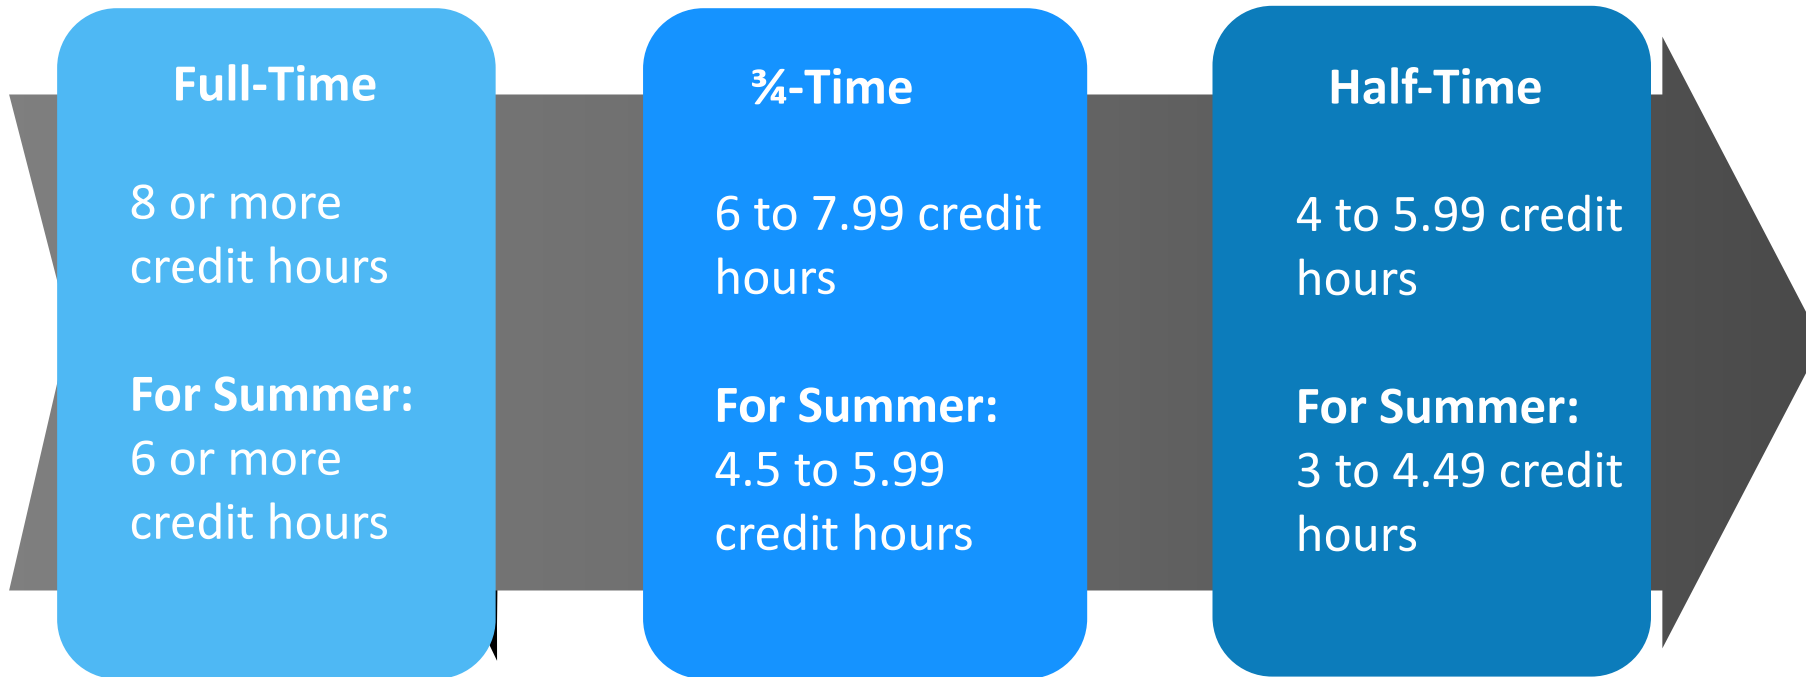 Full-Time
8 or more
credit hours
For Summer:
6 or more
credit hours
¾-Time
6 to 7.99 credit
hours
For Summer:
4.5 to 5.99
credit hours
Half-Time
4 to 5.99 credit
hours
For Summer:
3 to 4.49 credit
hours